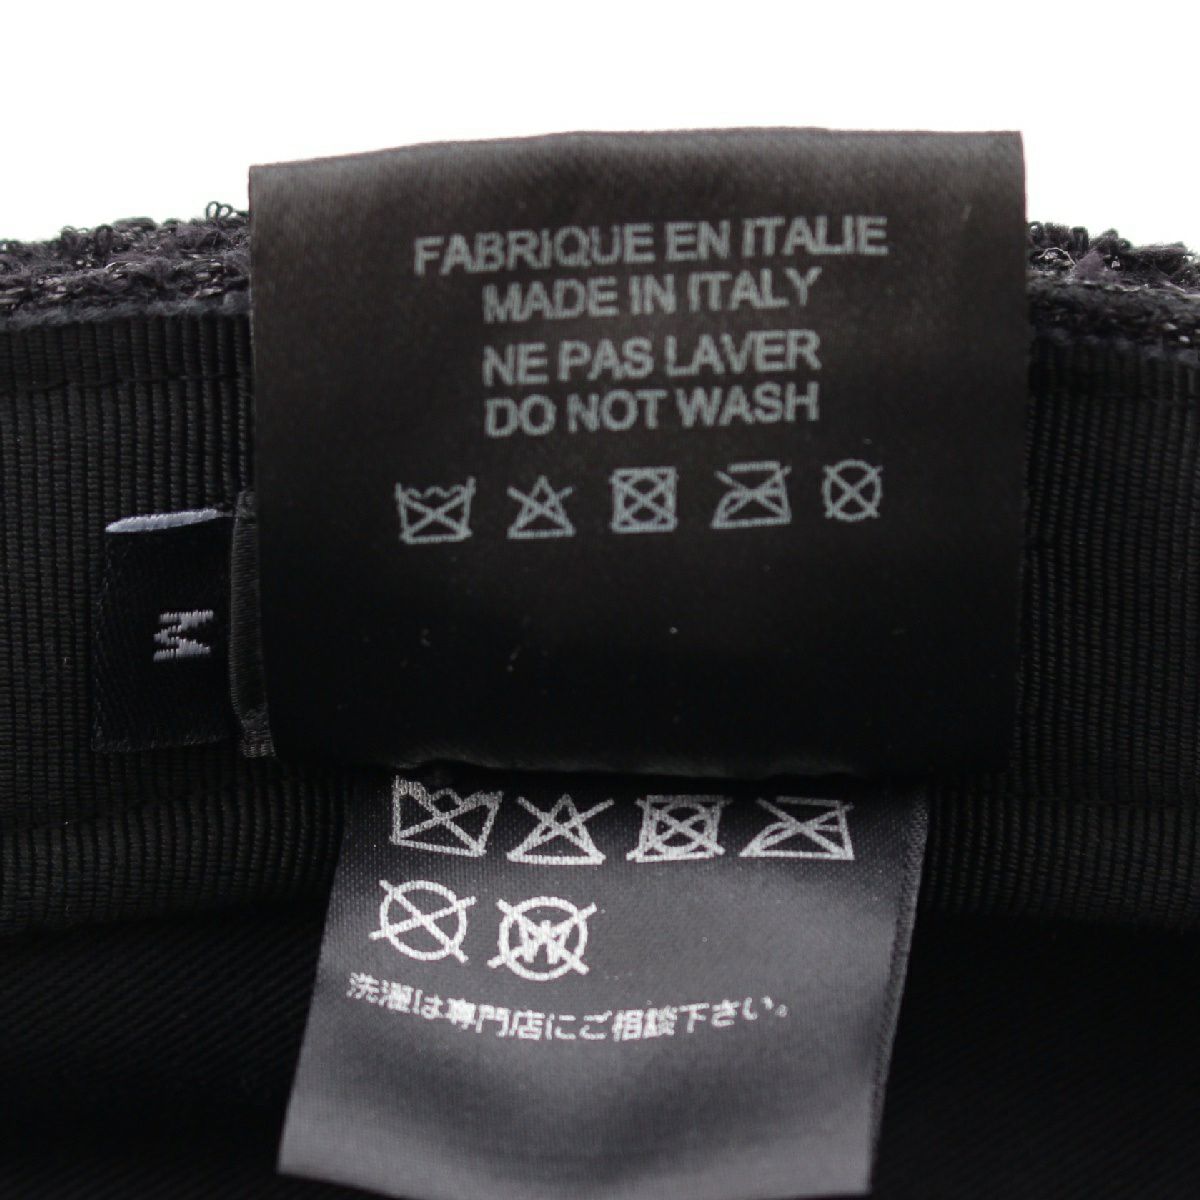 FABRIQUE EN ITALIE
MADE IN ITALY
NE PAS LAVER
DO NOT WASH
M
W
洗濯は専門店にご相談下さい。